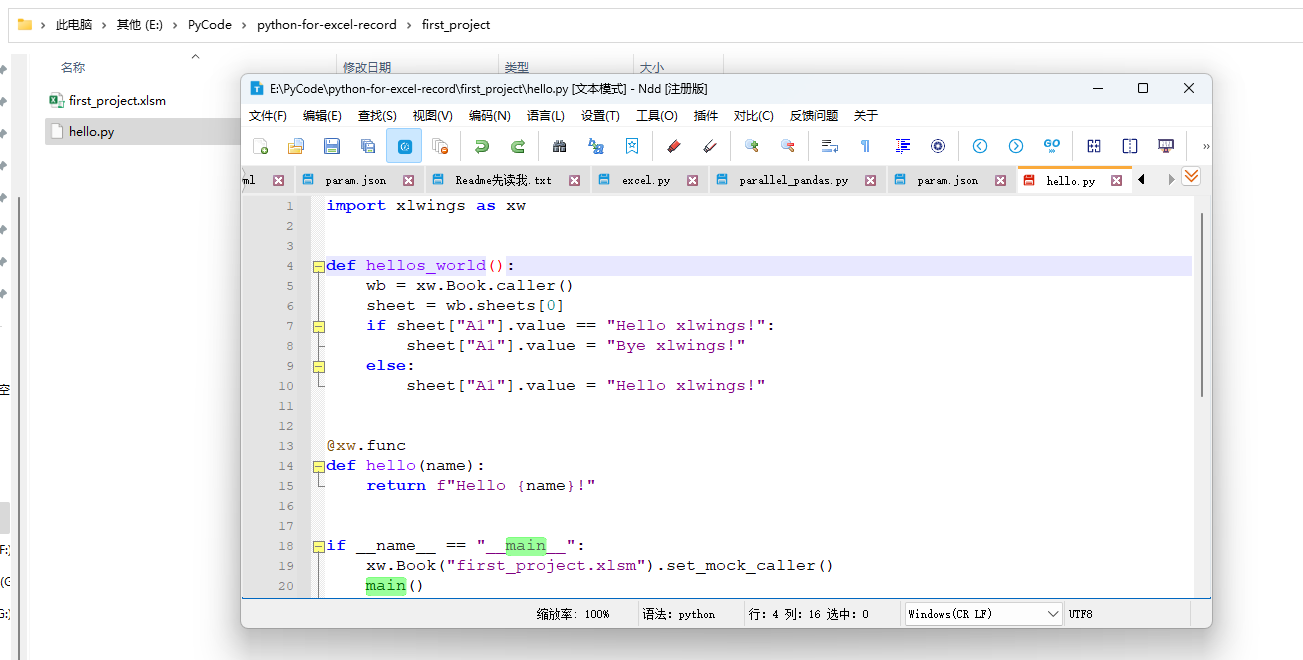 此电脑 › 其他 (E:) › PyCode › python-for-excel-record › first_project
名称 修改日期 类型 大小
first_project.xlsm
hello.py
E:\PyCode\python-for-excel-record\first_project\hello.py [文本模式] - Ndd [注册版]
文件(F) 编辑(E) 查找(S) 视图(V) 编码(N) 语言(L) 设置(T) 工具(O) 插件 对比(C) 反馈问题 关于
GO
ml param.json Readme先读我.txt excel.py parallel_pandas.py param.json hello.py
1 import xlwings as xw
2
3
4 def hellos_world():
5     wb = xw.Book.caller()
6     sheet = wb.sheets[0]
7     if sheet["A1"].value == "Hello xlwings!":
8         sheet["A1"].value = "Bye xlwings!"
9     else:
10         sheet["A1"].value = "Hello xlwings!"
11
12
13 @xw.func
14 def hello(name):
15     return f"Hello {name}!"
16
17
18 if __name__ == "__main__":
19     xw.Book("first_project.xlsm").set_mock_caller()
20     main()
空
F:)
(G
G:)
缩放率: 100% 语法: python 行: 4 列: 16 选中: 0 Windows(CR LF) UTF8